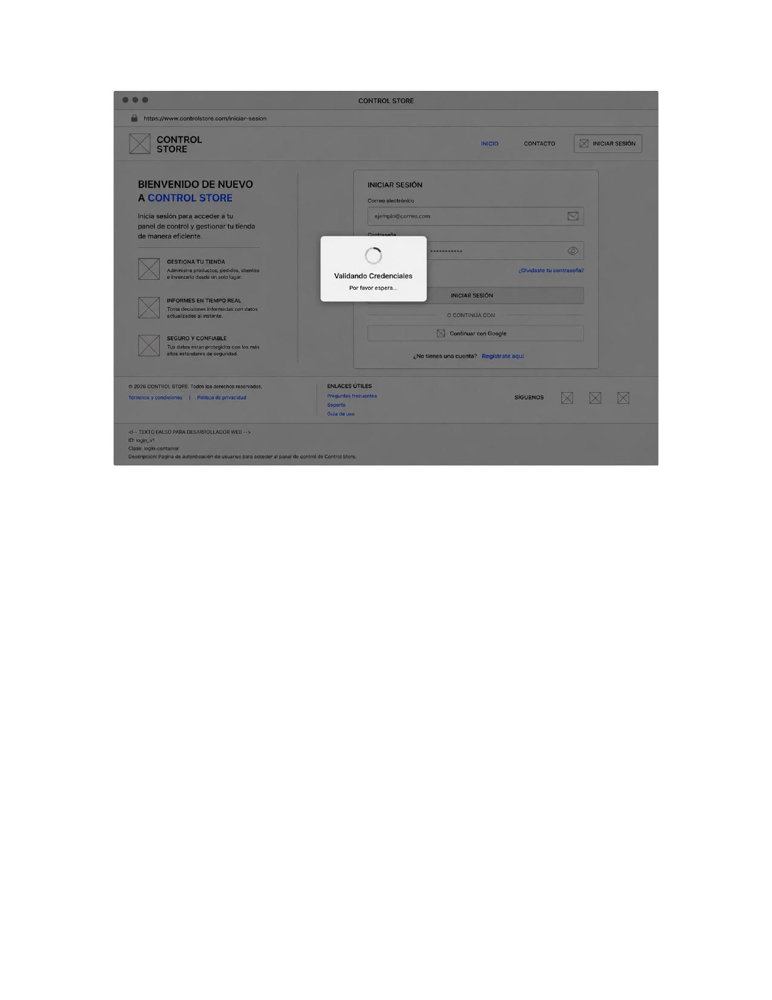 CONTROL STORE
https://www.controlstore.com/iniciar-sesion
CONTROL
STORE
INICIO
CONTACTO
INICIAR SESIÓN
BIENVENIDO DE NUEVO
A CONTROL STORE
Inicia sesión para acceder a tu
panel de control y gestionar tu tienda
de manera eficiente.
GESTIONA TU TIENDA
Administra productos, pedidos, clientes
e inventario desde un solo lugar.
INFORMES EN TIEMPO REAL
Toma decisiones informadas con datos
actualizados al instante.
SEGURO Y CONFIABLE
Tus datos están protegidos con los más
altos estándares de seguridad.
INICIAR SESIÓN
Correo electrónico
ejemplo@correo.com
Contraseña
•••••••••••
¿Olvidaste tu contraseña?
INICIAR SESIÓN
O CONTINÚA CON
Continuar con Google
¿No tienes una cuenta? Regístrate aquí
Validando Credenciales
Por favor espera...
© 2026 CONTROL STORE. Todos los derechos reservados.
Términos y condiciones | Política de privacidad
ENLACES ÚTILES
Preguntas frecuentes
Soporte
Guía de uso
SÍGUENOS
<!-- TEXTO FALSO PARA DESARROLLADOR WEB -->
ID: login_v1
Clase: login-container
Descripción: Página de autenticación de usuarios para acceder al panel de control de Control Store.